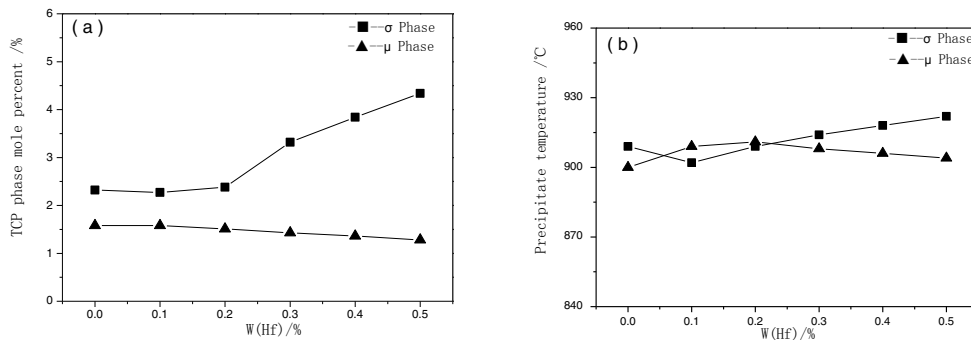 (a)
σ Phase
μ Phase
TCP phase mole percent /%
6
5
4
3
2
1
0
0.0 0.1 0.2 0.3 0.4 0.5
W(Hf)/%
(b)
σ Phase
μ Phase
Precipitate temperature /℃
960
930
900
870
840
0.0 0.1 0.2 0.3 0.4 0.5
W(Hf)/%